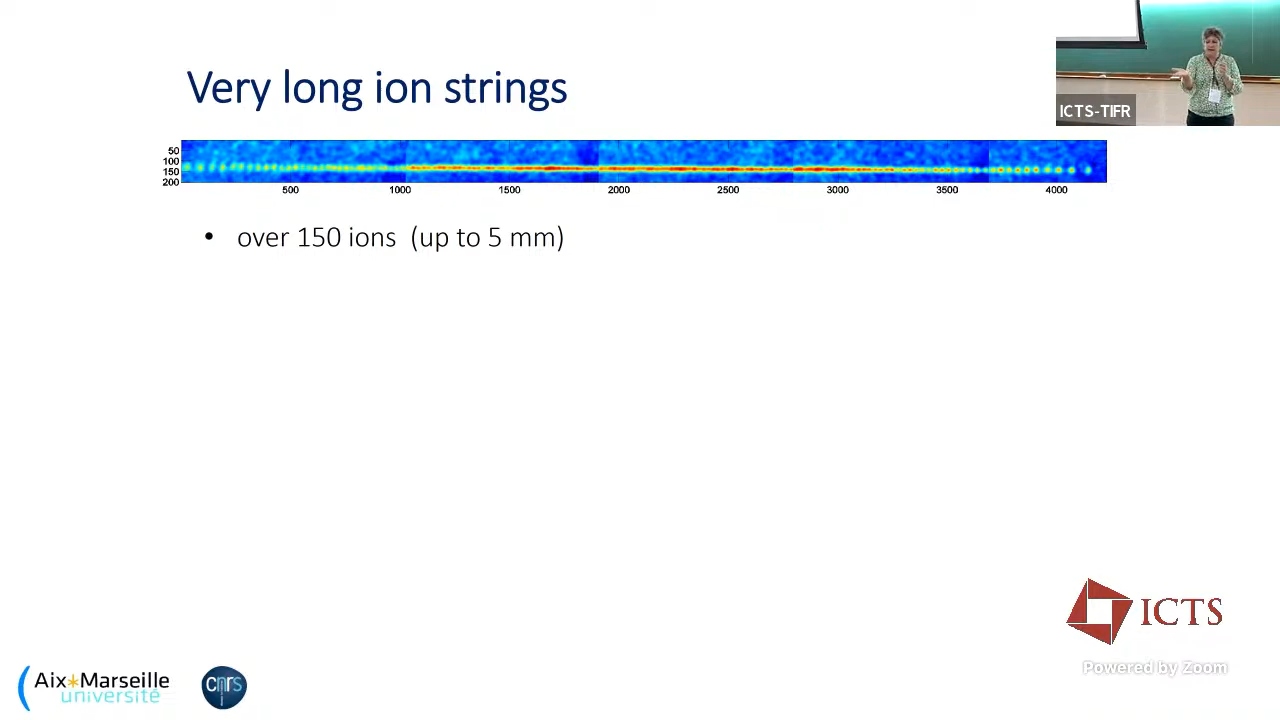 Very long ion strings
ICTS-TIFR
50
100
150
200
500 1000 1500 2000 2500 3000 3500 4000
• over 150 ions (up to 5 mm)
ICTS
Powered by Zoom
Aix*Marseille
université
cnrs